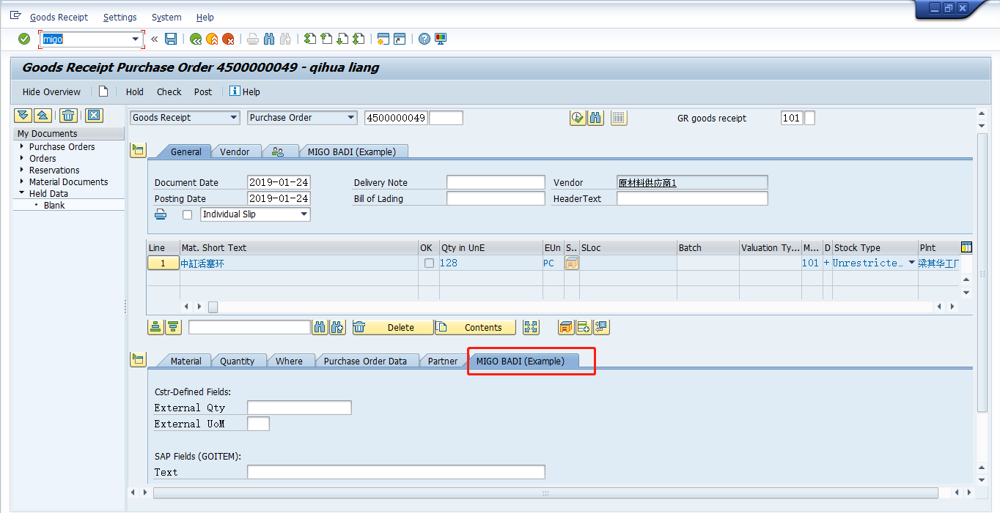 Goods Receipt Settings System Help
migo «
Goods Receipt Purchase Order 4500000049 - qihua liang
Hide Overview Hold Check Post Help
Goods Receipt Purchase Order 4500000049 GR goods receipt 101
My Documents
Purchase Orders
Orders
Reservations
Material Documents
Held Data
Blank
General Vendor MIGO BADI (Example)
Document Date 2019-01-24 Delivery Note Vendor 原材料供应商1
Posting Date 2019-01-24 Bill of Lading HeaderText
Individual Slip
Line Mat. Short Text OK Qty in UnE EUn S.. SLoc Batch Valuation Ty... M... D Stock Type Plnt
1 中缸活塞环 128 PC 101 + Unrestricte… 梁其华工厂
Delete Contents
Material Quantity Where Purchase Order Data Partner MIGO BADI (Example)
Cstr-Defined Fields:
External Qty
External UoM
SAP Fields (GOITEM):
Text